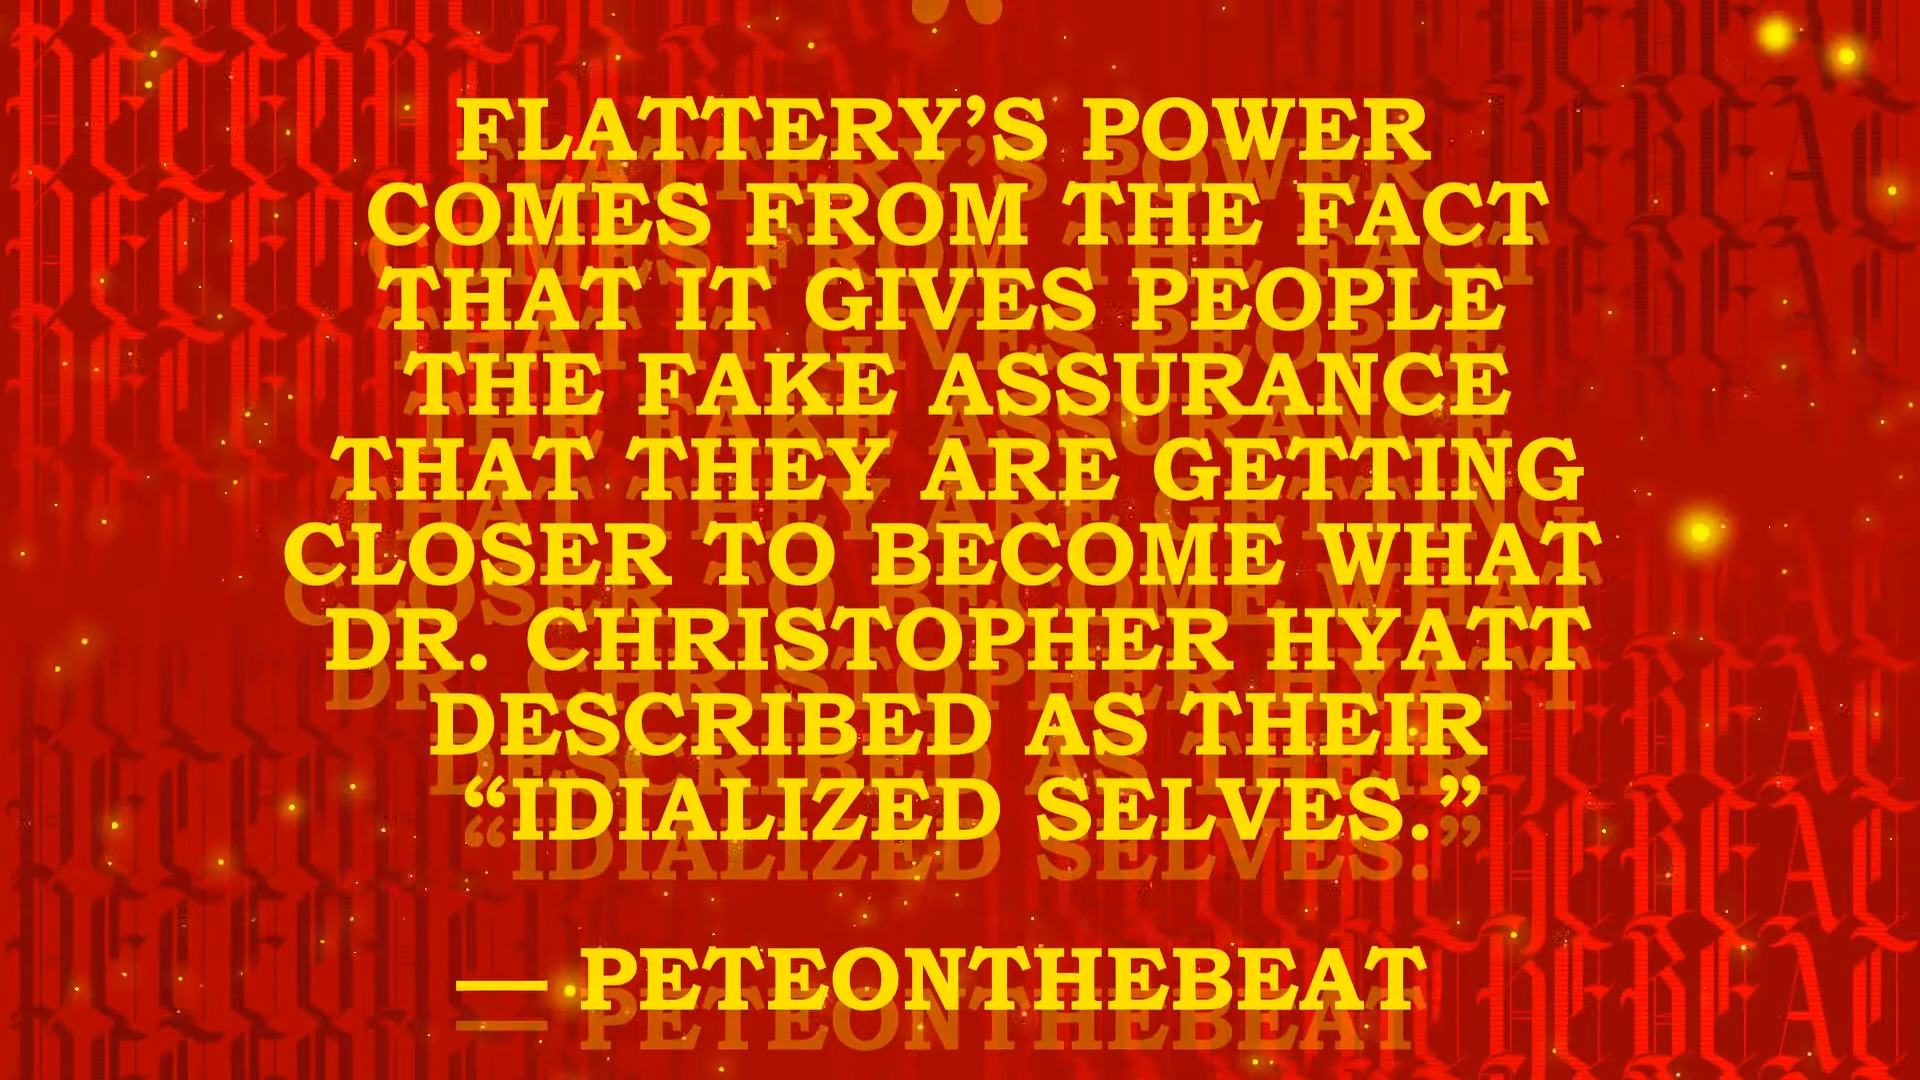 FLATTERY’S POWER
COMES FROM THE FACT
THAT IT GIVES PEOPLE
THE FAKE ASSURANCE
THAT THEY ARE GETTING
CLOSER TO BECOME WHAT
DR. CHRISTOPHER HYATT
DESCRIBED AS THEIR
“IDIALIZED SELVES.”
— PETEONTHEBEAT